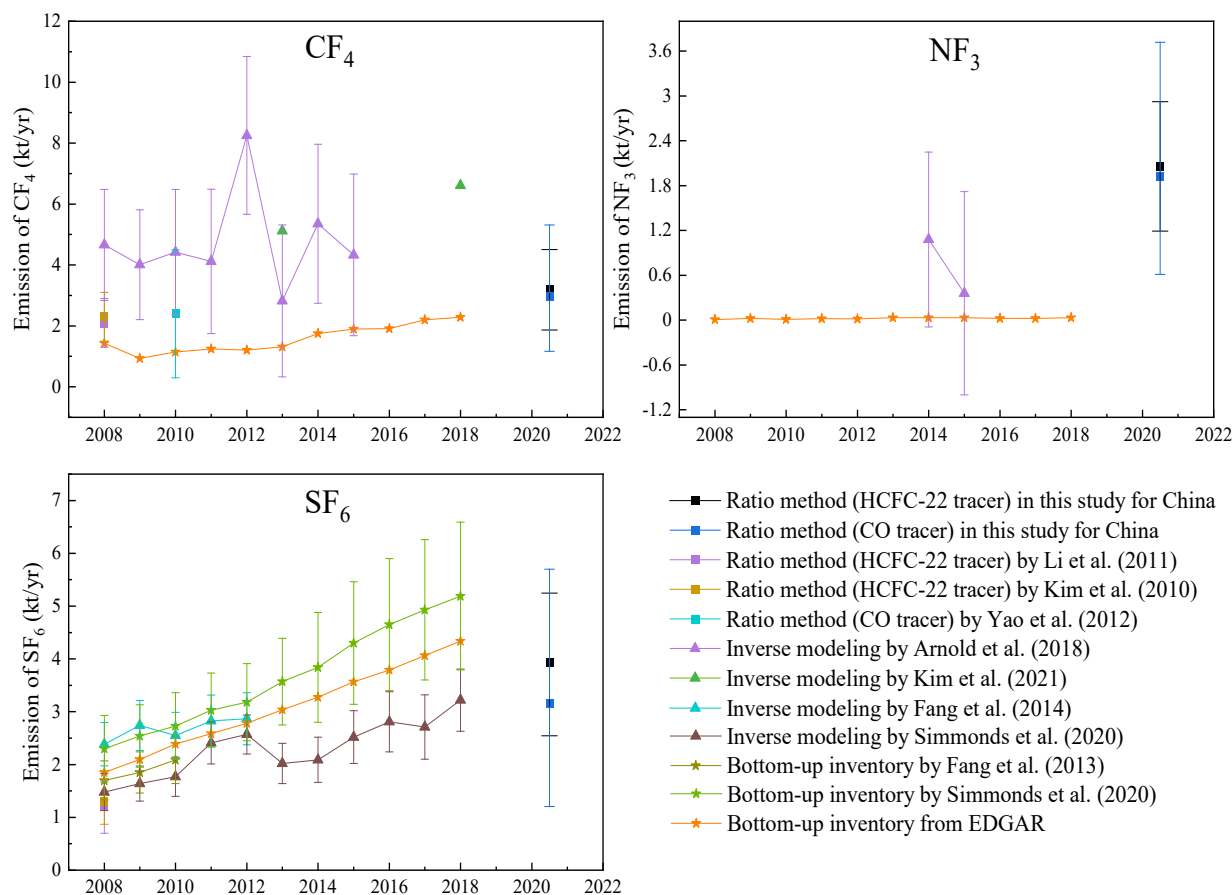 CF4
Emission of CF4 (kt/yr)
12
10
8
6
4
2
0
2008 2010 2012 2014 2016 2018 2020 2022
NF3
Emission of NF3 (kt/yr)
3.6
3
2.4
1.8
1.2
0.6
0
-0.6
-1.2
2008 2010 2012 2014 2016 2018 2020 2022
SF6
Emission of SF6 (kt/yr)
7
6
5
4
3
2
1
0
2008 2010 2012 2014 2016 2018 2020 2022
Ratio method (HCFC-22 tracer) in this study for China
Ratio method (CO tracer) in this study for China
Ratio method (HCFC-22 tracer) by Li et al. (2011)
Ratio method (HCFC-22 tracer) by Kim et al. (2010)
Ratio method (CO tracer) by Yao et al. (2012)
Inverse modeling by Arnold et al. (2018)
Inverse modeling by Kim et al. (2021)
Inverse modeling by Fang et al. (2014)
Inverse modeling by Simmonds et al. (2020)
Bottom-up inventory by Fang et al. (2013)
Bottom-up inventory by Simmonds et al. (2020)
Bottom-up inventory from EDGAR